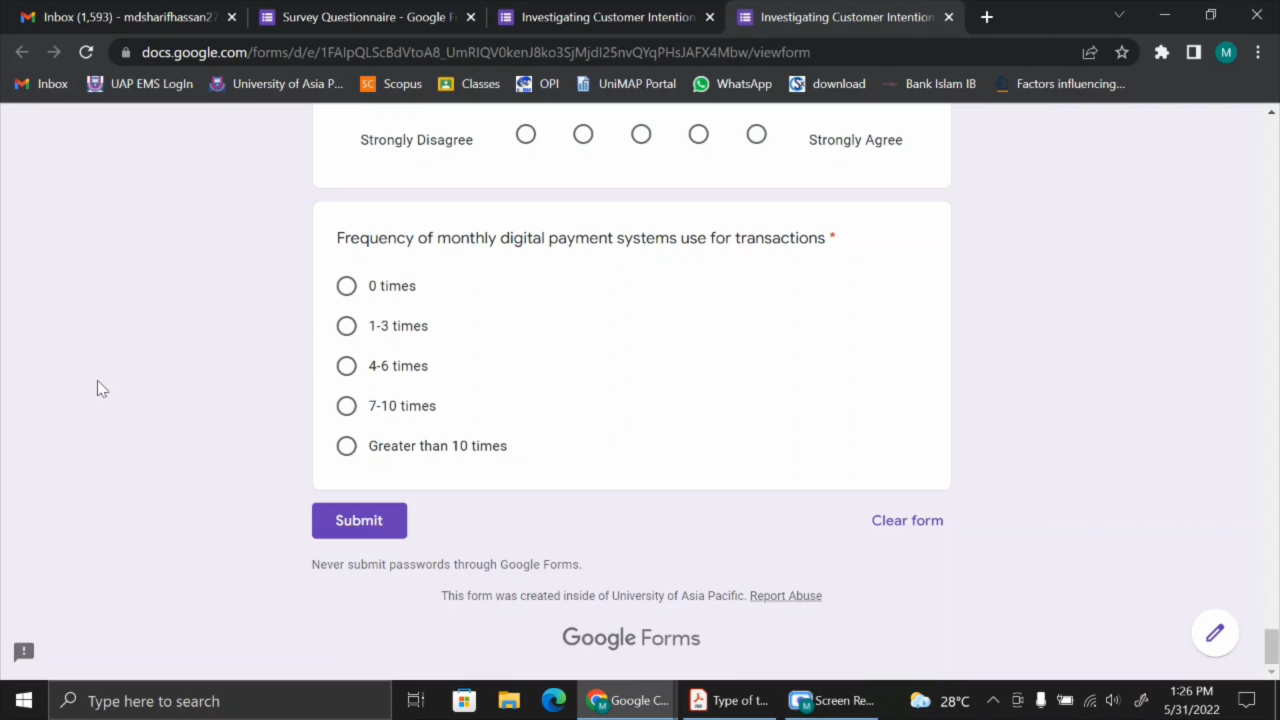 Inbox (1,593) - mdsharifhassan27
Survey Questionnaire - Google Fo
Investigating Customer Intention
Investigating Customer Intention
docs.google.com/forms/d/e/1FAIpQLScBdVtoA8_UmRIQV0kenJ8ko3SjMjdI25nvQYqPHsJAFX4Mbw/viewform
M
Inbox
UAP EMS LogIn
University of Asia P...
SC Scopus
Classes
OPI
UniMAP Portal
WhatsApp
download
Bank Islam IB
Factors influencing...
Strongly Disagree
Strongly Agree
Frequency of monthly digital payment systems use for transactions *
0 times
1-3 times
4-6 times
7-10 times
Greater than 10 times
Submit
Clear form
Never submit passwords through Google Forms.
This form was created inside of University of Asia Pacific. Report Abuse
Google Forms
Type here to search
Google C...
Type of t...
Screen Re...
28°C
1:26 PM
5/31/2022